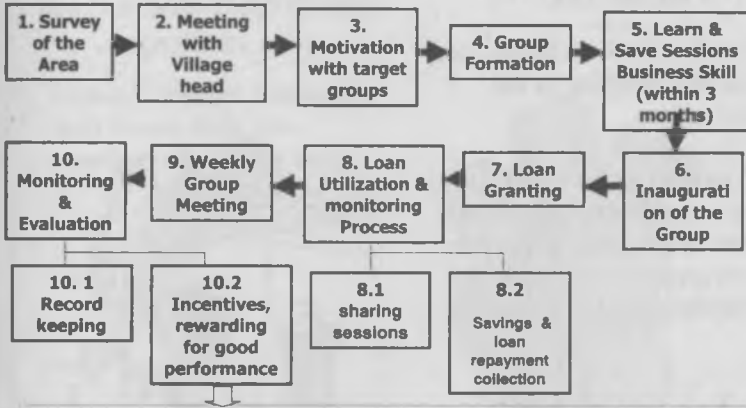 1. Survey
of the
Area
2. Meeting
with
Village
head
3.
Motivation
with target
groups
4. Group
Formation
5. Learn &
Save Sessions
Business Skill
(within 3
months)
6.
Inaugurati
on of the
Group
7. Loan
Granting
8. Loan
Utilization &
monitoring
Process
9. Weekly
Group
Meeting
10.
Monitoring
&
Evaluation
10. 1
Record
keeping
10.2
Incentives,
rewarding
for good
performance
8.1
sharing
sessions
8.2
Savings &
loan
repayment
collection